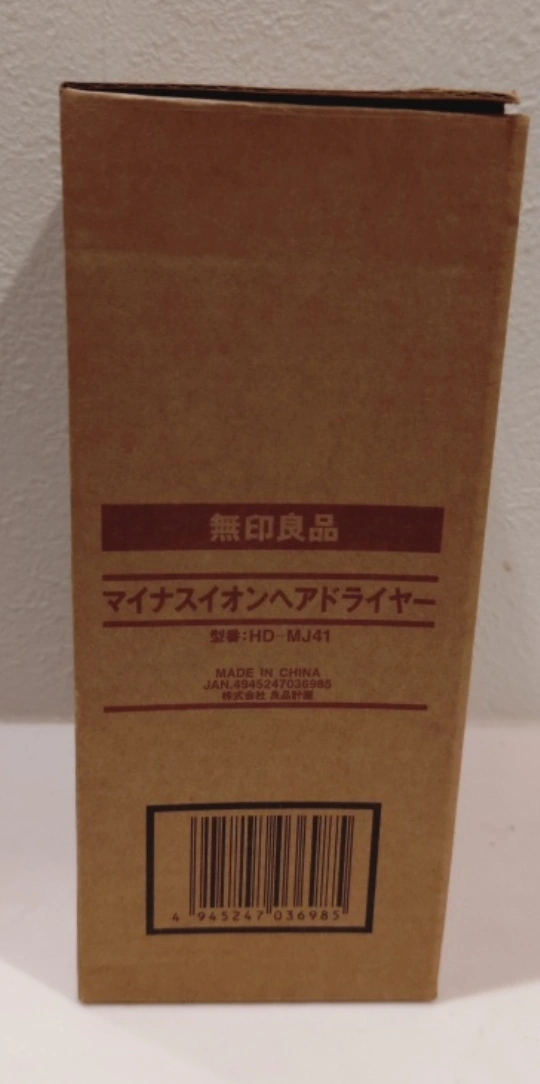 無印良品
マイナスイオンヘアドライヤー
型番:HD-MJ41
MADE IN CHINA
JAN.4945247036985
株式会社 良品計画
4 945247 036985